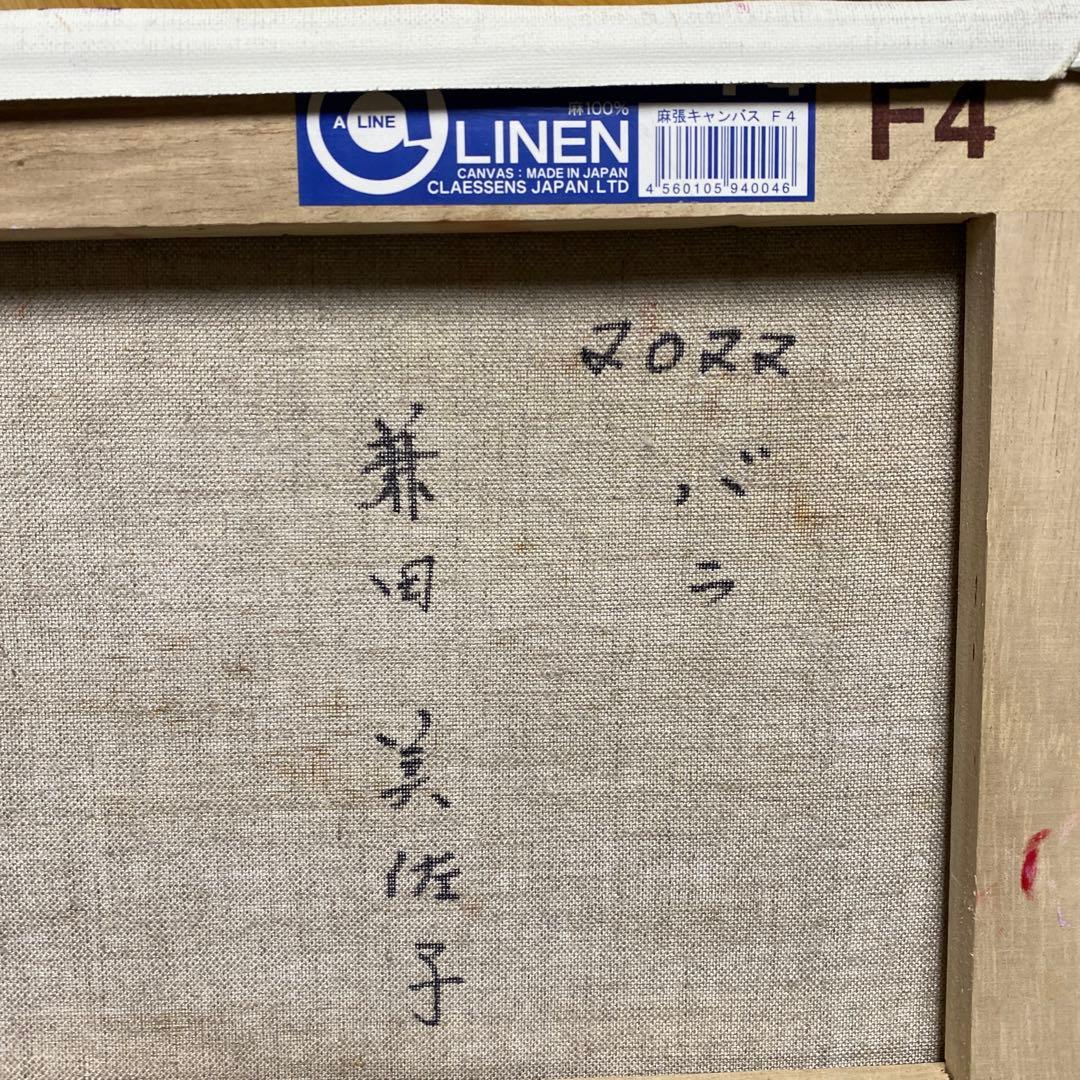 麻100%
A LINE
LINEN
CANVAS : MADE IN JAPAN
CLAESSENS JAPAN.LTD
麻張キャンバス F4
4 560105 940046
F4
2022
バラ
兼田 美佐子